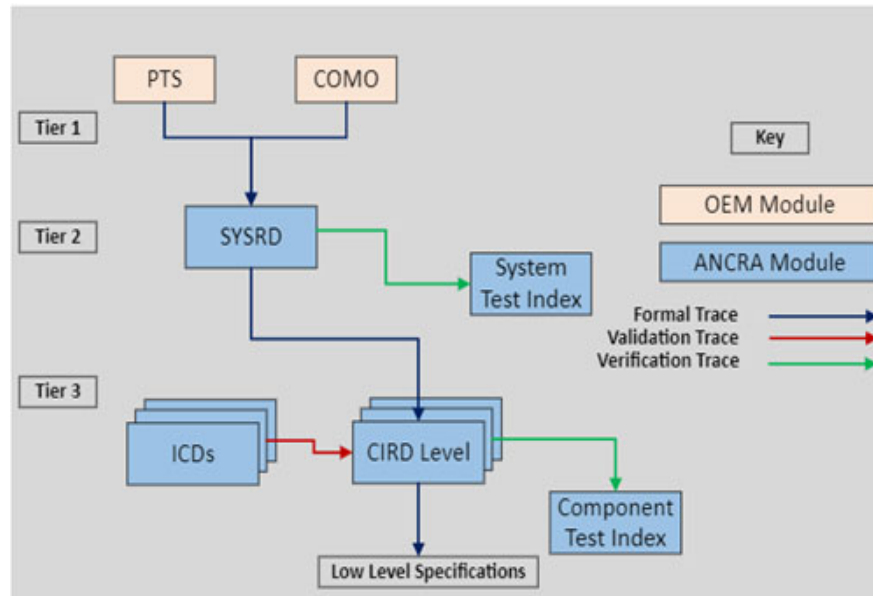 PTS
COMO
Tier 1
Key
OEM Module
Tier 2
SYSRD
System
Test Index
ANCRA Module
Formal Trace
Validation Trace
Verification Trace
Tier 3
ICDs
CIRD Level
Component
Test Index
Low Level Specifications